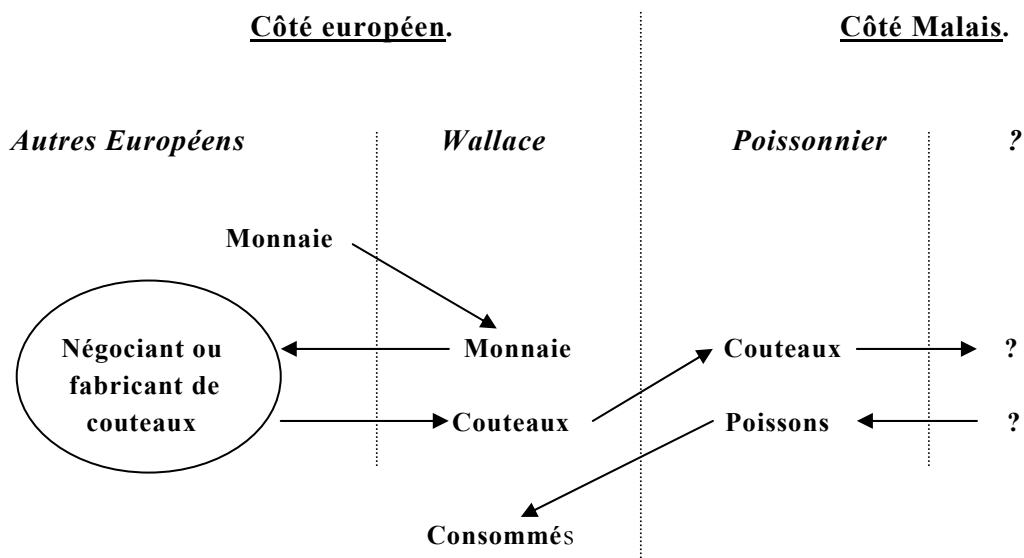 Côté européen.
Côté Malais.
Autres Européens
Wallace
Poissonnier
?
Monnaie
Négociant ou
fabricant de
couteaux
Monnaie
Couteaux
?
Couteaux
Poissons
?
Consommés